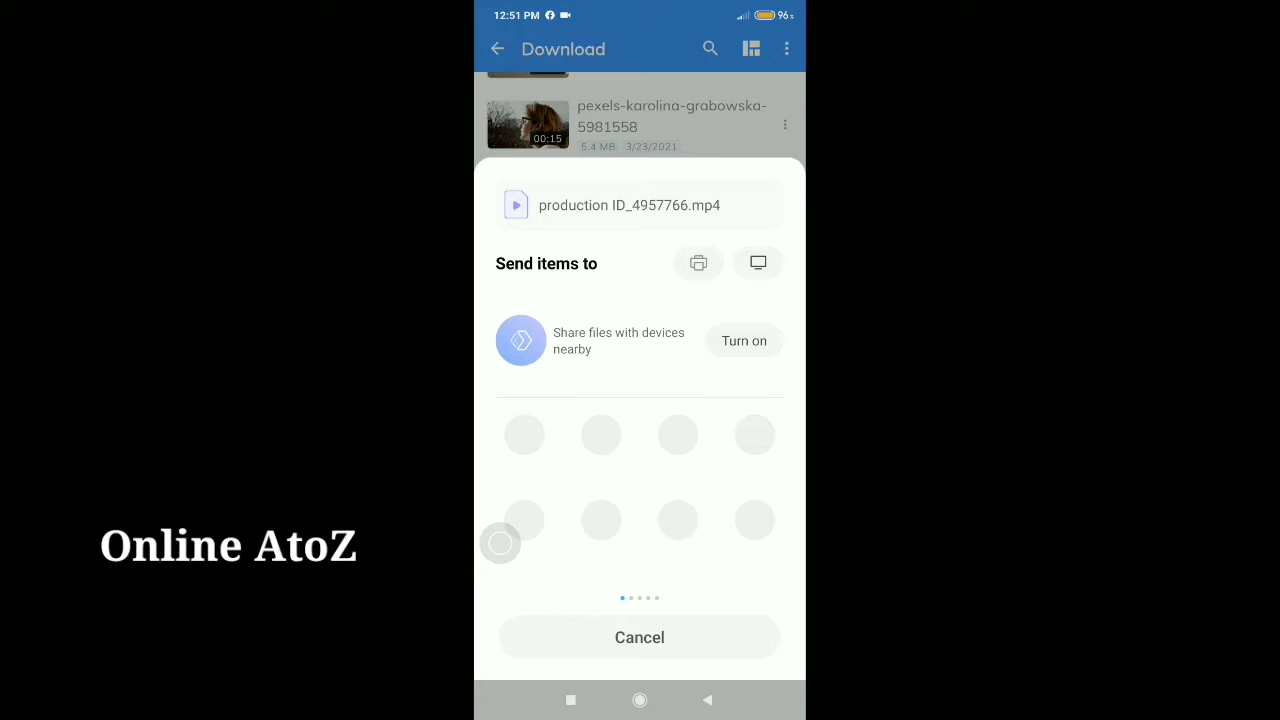 12:51 PM
96%
Download
pexels-karolina-grabowska-
5981558
00:15
5.4 MB 3/23/2021
production ID_4957766.mp4
Send items to
Share files with devices
nearby
Turn on
Online AtoZ
Cancel